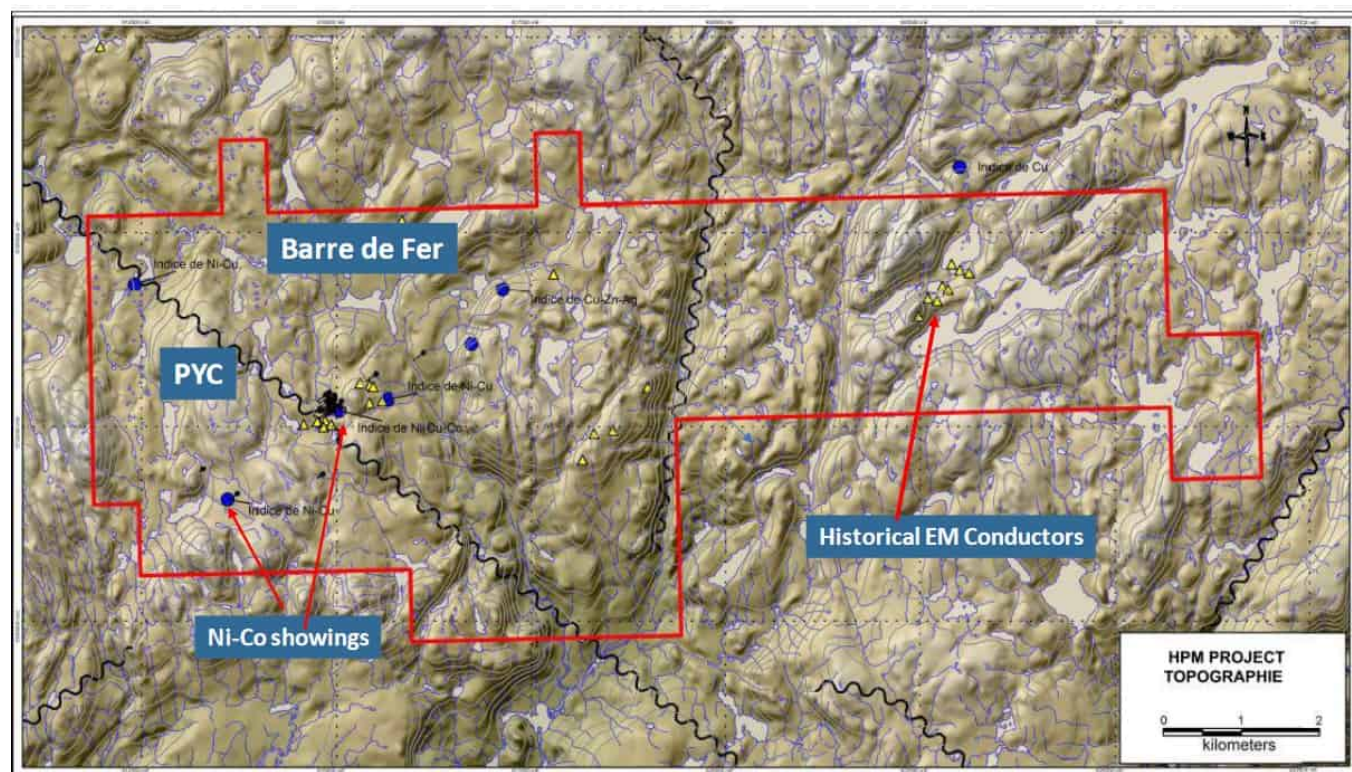 Indice de Cu
Barre de Fer
Indice de Ni-Cu
Indice de Cu-Zn-Ag
PYC
Indice de Ni-Cu
Indice de Ni-Cu-Co
Indice de Ni-Cu
Historical EM Conductors
Ni-Co showings
HPM PROJECT
TOPOGRAPHIE
0 1 2
kilometers